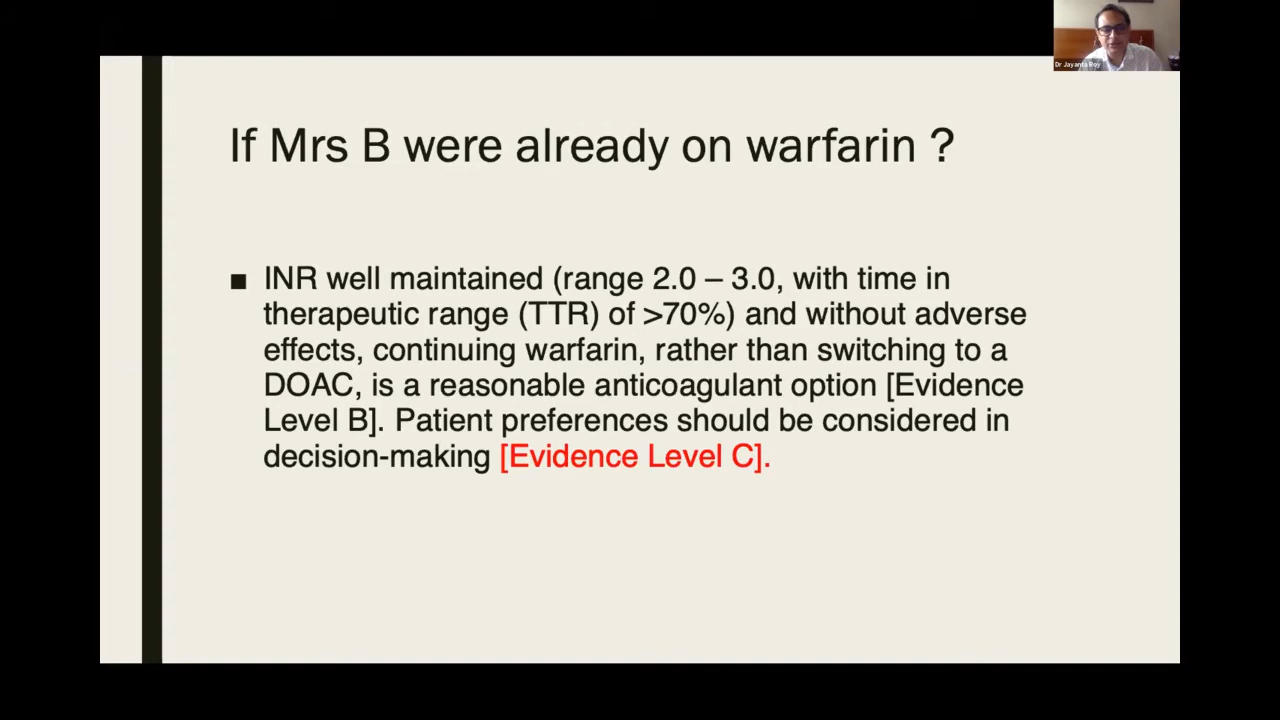 Dr Jayanta Roy
If Mrs B were already on warfarin ?
■ INR well maintained (range 2.0 – 3.0, with time in
therapeutic range (TTR) of >70%) and without adverse
effects, continuing warfarin, rather than switching to a
DOAC, is a reasonable anticoagulant option [Evidence
Level B]. Patient preferences should be considered in
decision-making [Evidence Level C].